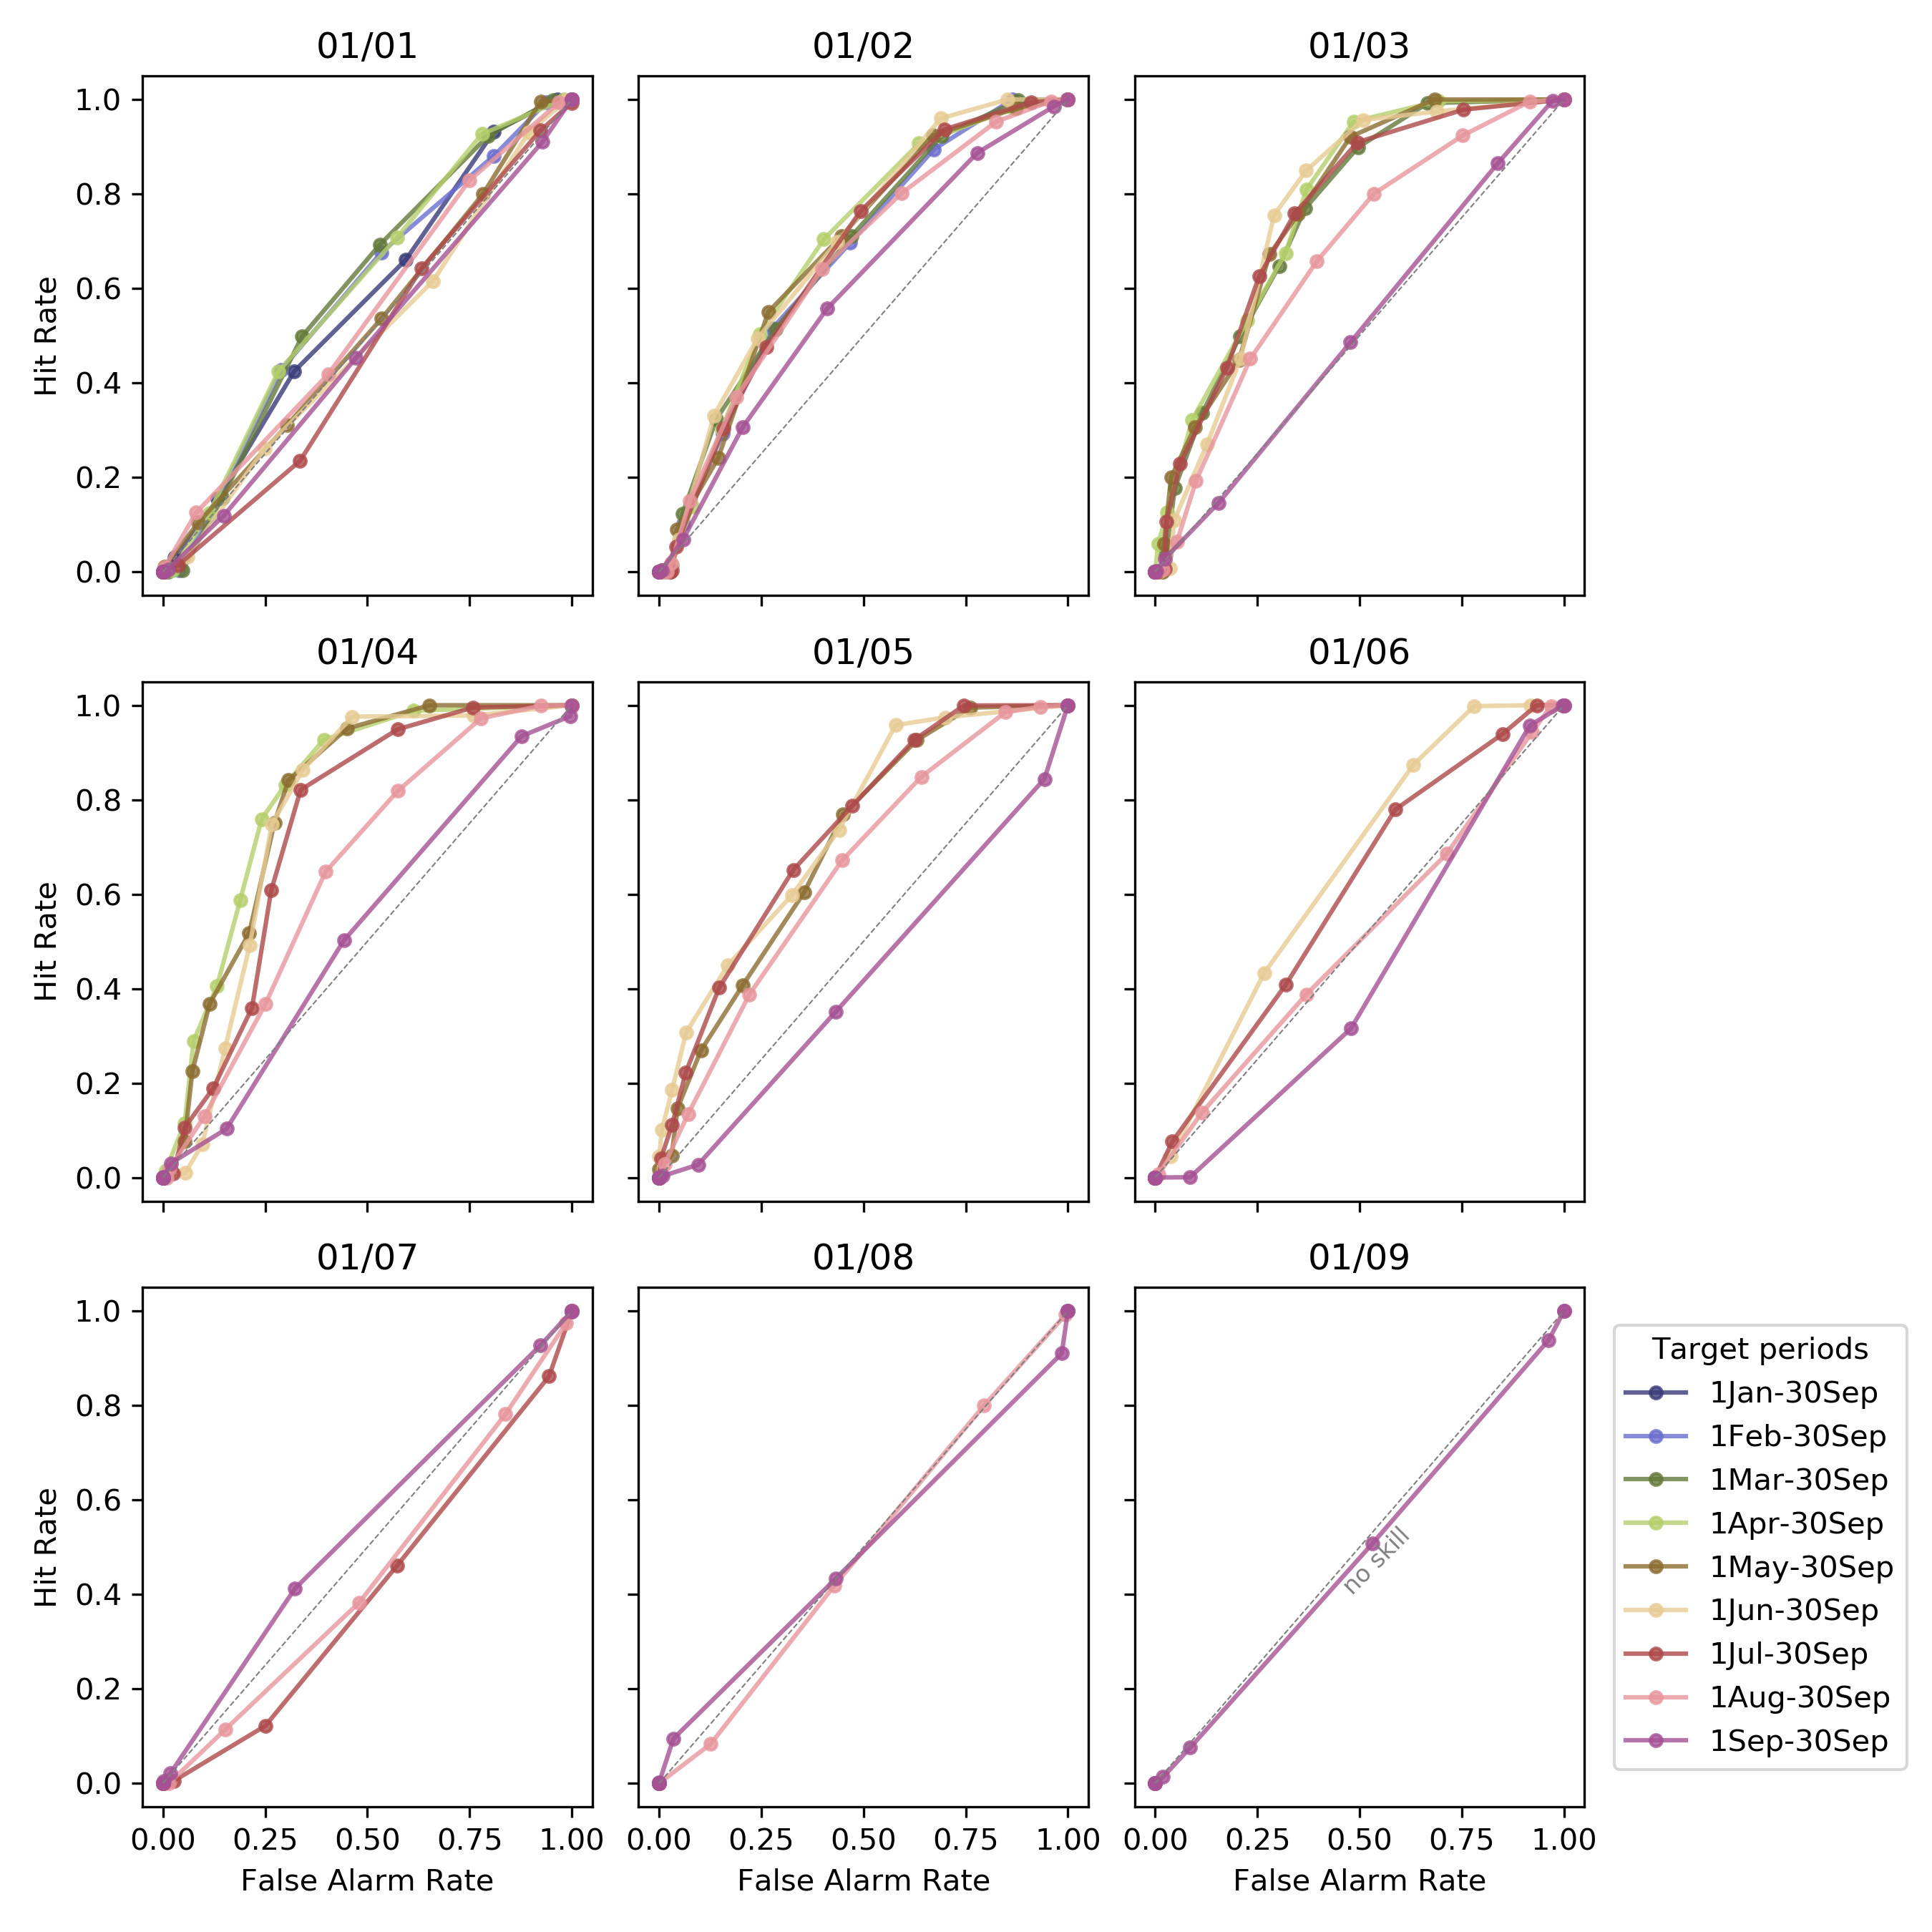 01/01
01/02
01/03
1.0
0.8
0.6
0.4
0.2
0.0
Hit Rate
01/04
01/05
01/06
1.0
0.8
0.6
0.4
0.2
0.0
Hit Rate
01/07
01/08
01/09
1.0
0.8
0.6
0.4
0.2
0.0
Hit Rate
no skill
0.00 0.25 0.50 0.75 1.00
0.00 0.25 0.50 0.75 1.00
0.00 0.25 0.50 0.75 1.00
False Alarm Rate
False Alarm Rate
False Alarm Rate
Target periods
1Jan-30Sep
1Feb-30Sep
1Mar-30Sep
1Apr-30Sep
1May-30Sep
1Jun-30Sep
1Jul-30Sep
1Aug-30Sep
1Sep-30Sep